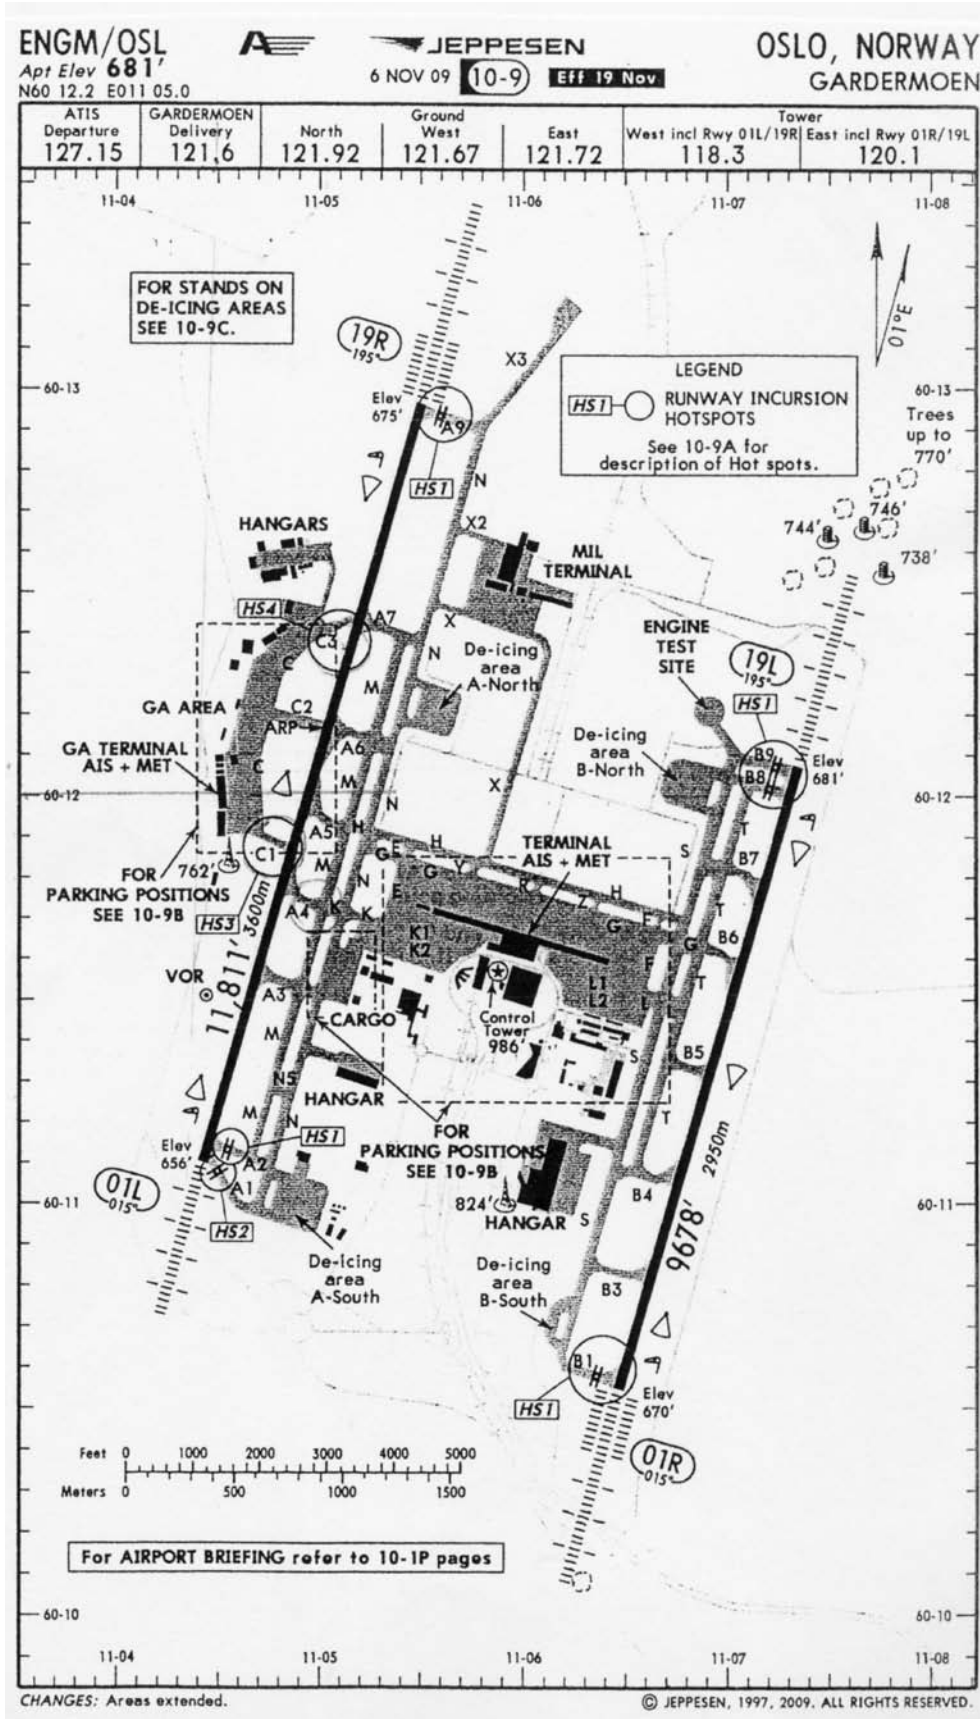 ENGM/OSL
Apt Elev 681'
N60 12.2 E011 05.0
JEPPESEN
6 NOV 09 10-9 Eff 19 Nov
OSLO, NORWAY
GARDERMOEN
ATIS Departure 127.15
GARDERMOEN Delivery 121.6
Ground
North 121.92
West 121.67
East 121.72
Tower
West incl Rwy 01L/19R 118.3
East incl Rwy 01R/19L 120.1
11-04 11-05 11-06 11-07 11-08
FOR STANDS ON
DE-ICING AREAS
SEE 10-9C.
01°E
19R
195°
X3
LEGEND
HS1 RUNWAY INCURSION
HOTSPOTS
See 10-9A for
description of Hot spots.
60-13
60-13
Elev
675'
A9
HS1
Trees
up to
770'
N
X2
746'
744'
738'
HANGARS
MIL
TERMINAL
HS4
C3
A7
X
ENGINE
TEST
SITE
19L
195°
HS1
C
N
De-icing
area
A-North
M
GA AREA
C2
ARP
A6
GA TERMINAL
AIS + MET
C
M
De-icing
area
B-North
B9
B8
Elev
681'
X
60-12
N
60-12
A5
H
T
C1
M
G
E
H
TERMINAL
AIS + MET
S
B7
FOR
PARKING POSITIONS
SEE 10-9B
762'
HS3
N
E
G
Y
R
Z
H
F
G
G
T
B6
A4
K
K
K1
K2
3600m
11,811'
VOR
F
T
L1
L2
L
A3
CARGO
Control
Tower
986'
M
S
B5
N5
HANGAR
M
N
T
2950m
HS1
FOR
PARKING POSITIONS
SEE 10-9B
Elev
656'
A2
A1
01L
015°
HS2
B4
60-11
824'
HANGAR
S
60-11
9678'
De-icing
area
A-South
De-icing
area
B-South
B3
B1
HS1
Elev
670'
01R
015°
Feet 0 1000 2000 3000 4000 5000
Meters 0 500 1000 1500
For AIRPORT BRIEFING refer to 10-1P pages
60-10
60-10
11-04 11-05 11-06 11-07 11-08
CHANGES: Areas extended.
© JEPPESEN, 1997, 2009. ALL RIGHTS RESERVED.